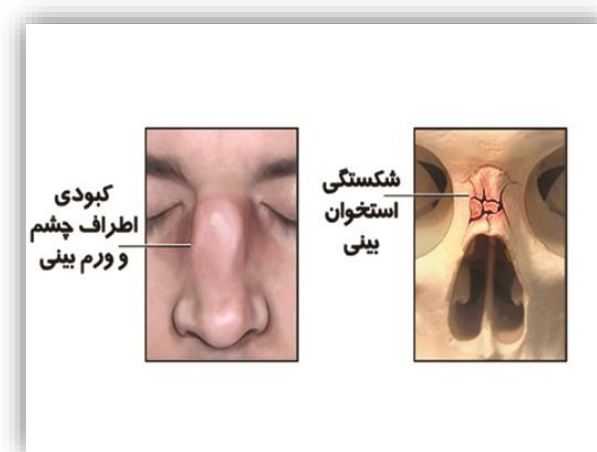 شکستگی
استخوان
بینی
کبودی
اطراف چشم
و ورم بینی